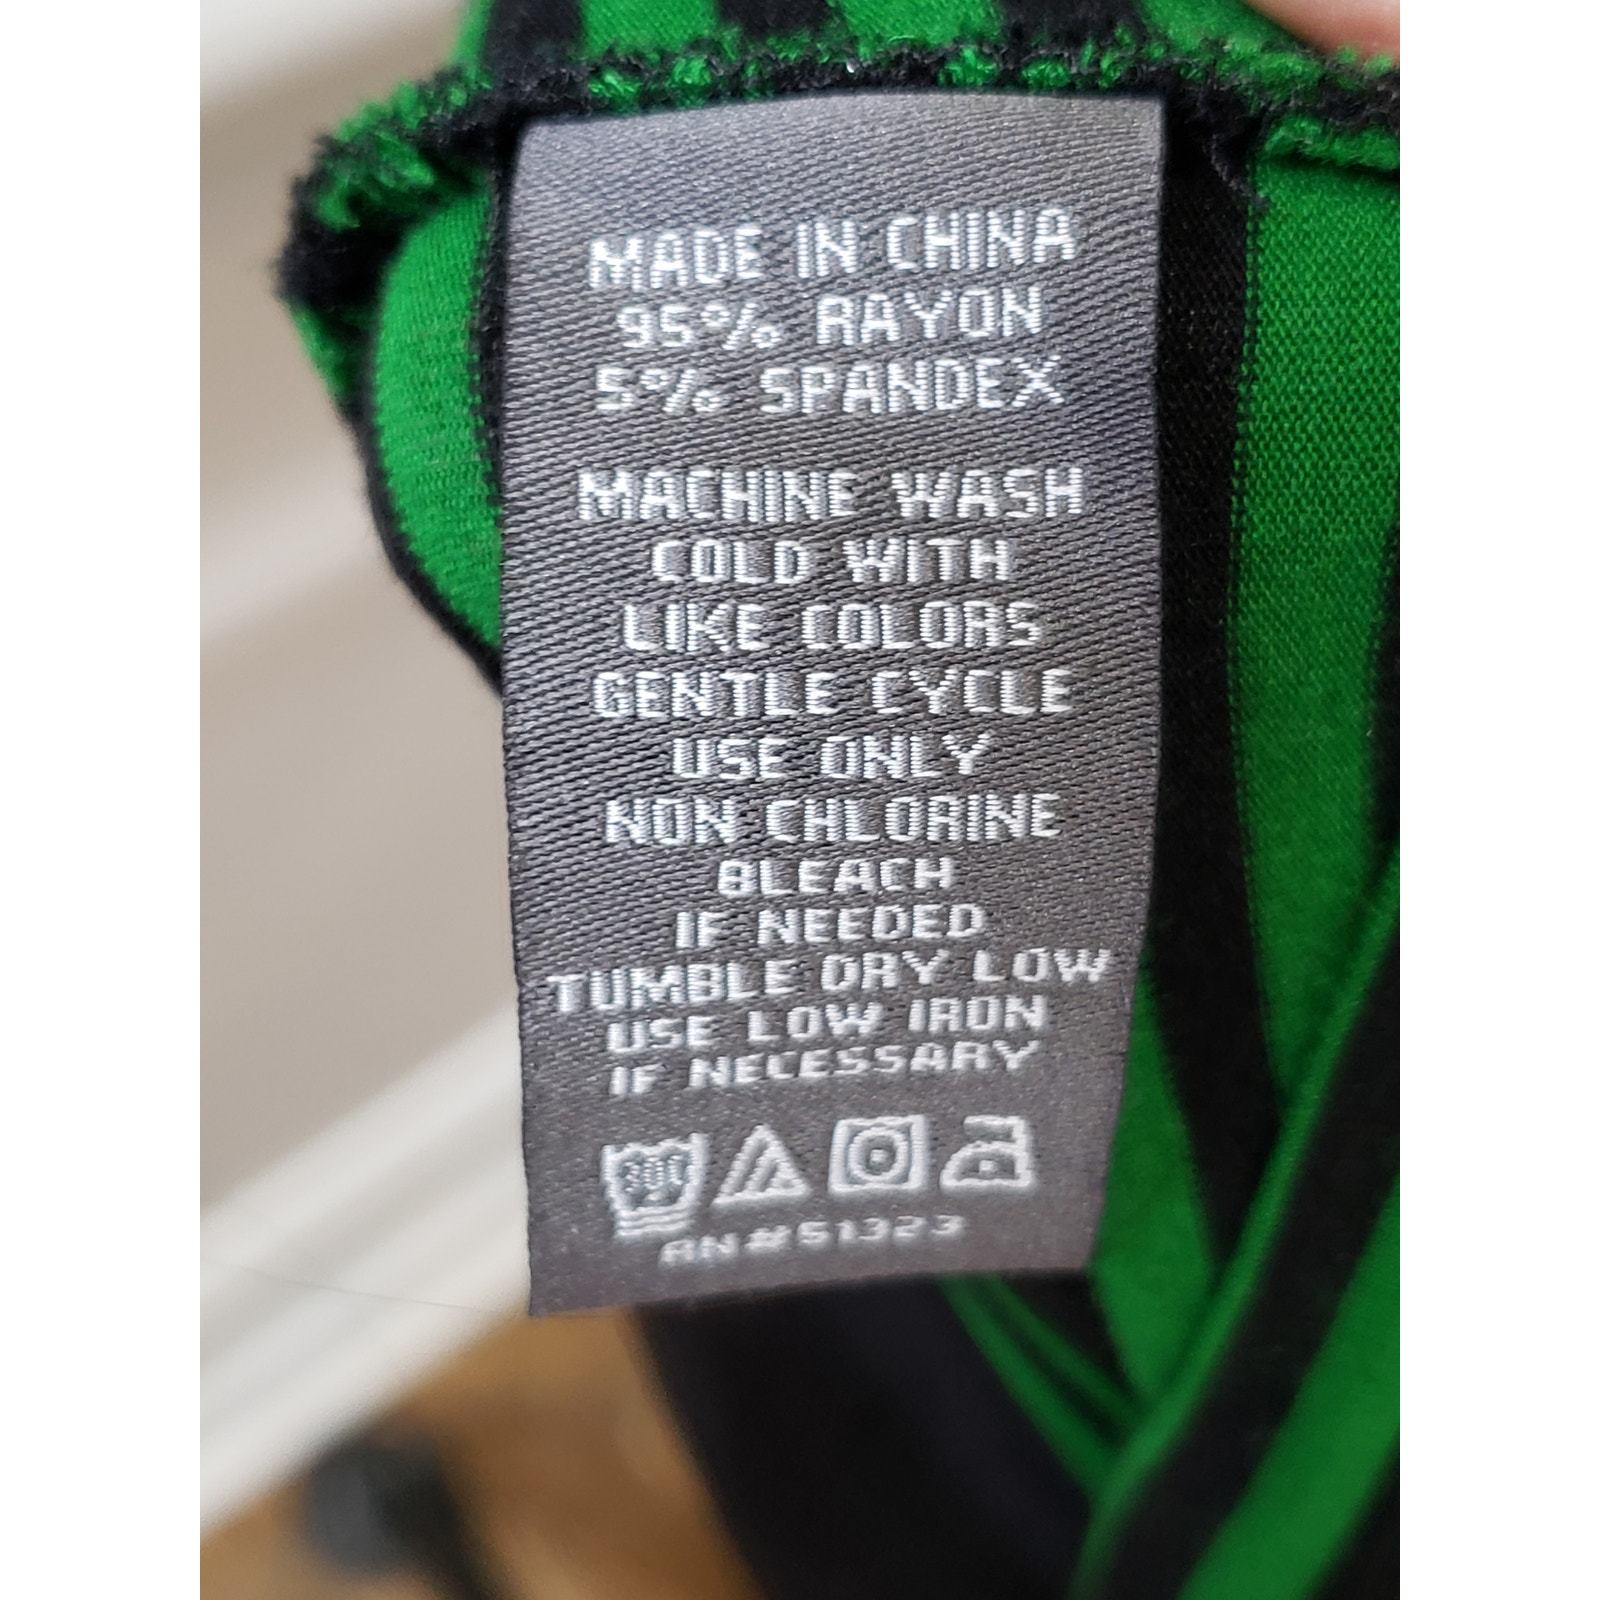 MADE IN CHINA
95% RAYON
5% SPANDEX
MACHINE WASH
COLD WITH
LIKE COLORS
GENTLE CYCLE
USE ONLY
NON CHLORINE
BLEACH
IF NEEDED
TUMBLE DRY LOW
USE LOW IRON
IF NECESSARY
30C
RN#51323